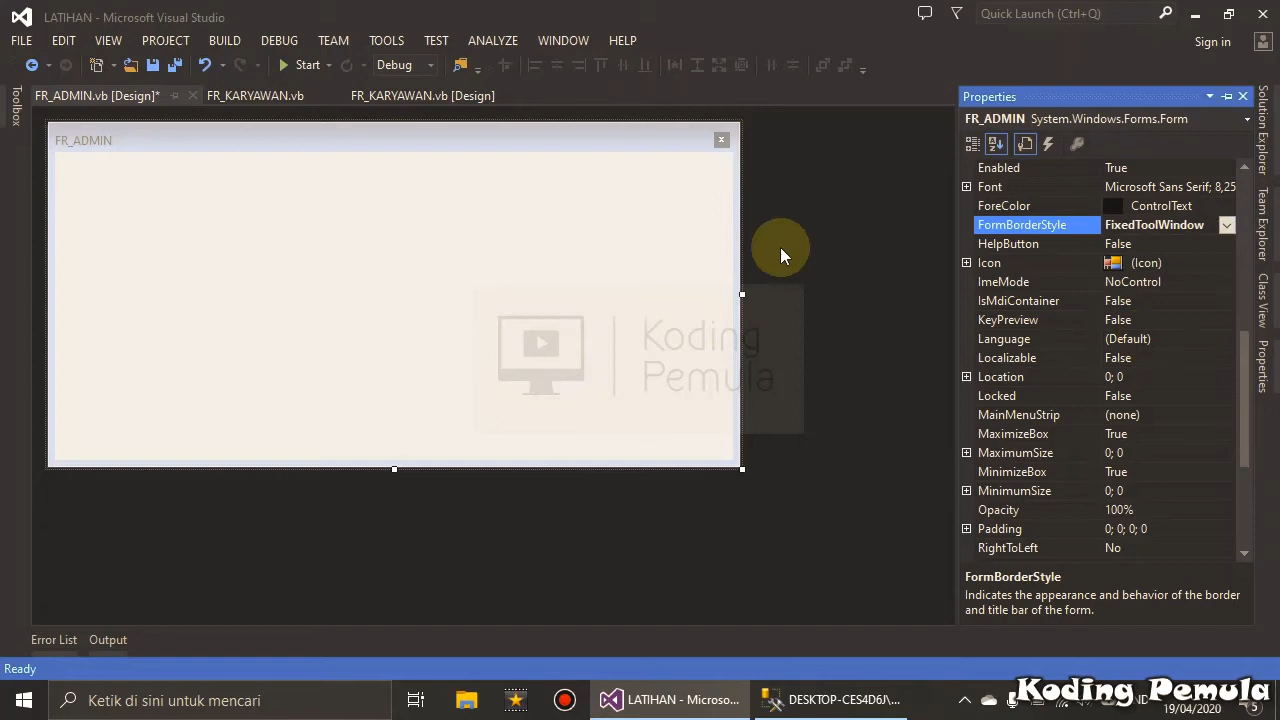 LATIHAN - Microsoft Visual Studio
Quick Launch (Ctrl+Q)
FILE EDIT VIEW PROJECT BUILD DEBUG TEAM TOOLS TEST ANALYZE WINDOW HELP
Sign in
Start Debug
Toolbox
FR_ADMIN.vb [Design]* FR_KARYAWAN.vb FR_KARYAWAN.vb [Design]
FR_ADMIN
Koding
Pemula
Properties
FR_ADMIN System.Windows.Forms.Form
Enabled True
Font Microsoft Sans Serif; 8,25
ForeColor ControlText
FormBorderStyle FixedToolWindow
HelpButton False
Icon (Icon)
ImeMode NoControl
IsMdiContainer False
KeyPreview False
Language (Default)
Localizable False
Location 0; 0
Locked False
MainMenuStrip (none)
MaximizeBox True
MaximumSize 0; 0
MinimizeBox True
MinimumSize 0; 0
Opacity 100%
Padding 0; 0; 0; 0
RightToLeft No
FormBorderStyle
Indicates the appearance and behavior of the border
and title bar of the form.
Solution Explorer
Team Explorer
Class View
Properties
Error List Output
Ready
Ketik di sini untuk mencari
LATIHAN - Microso...
DESKTOP-CES4D6J\...
Koding Pemula
19/04/2020
5